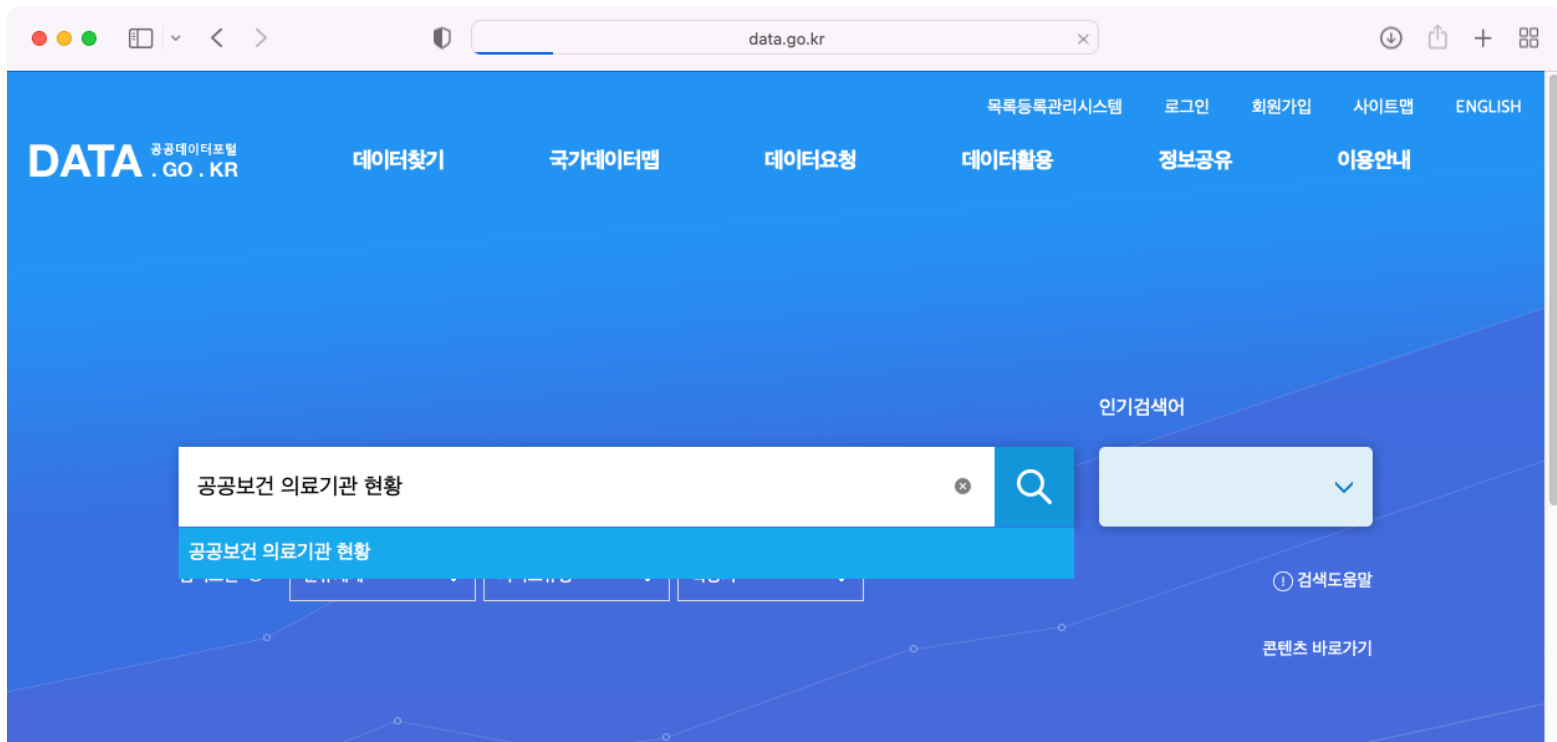 data.go.kr
목록등록관리시스템 로그인 회원가입 사이트맵 ENGLISH
DATA 공공데이터포털 . GO . KR
데이터찾기 국가데이터맵 데이터요청 데이터활용 정보공유 이용안내
인기검색어
공공보건 의료기관 현황
공공보건 의료기관 현황
검색도움말
콘텐츠 바로가기